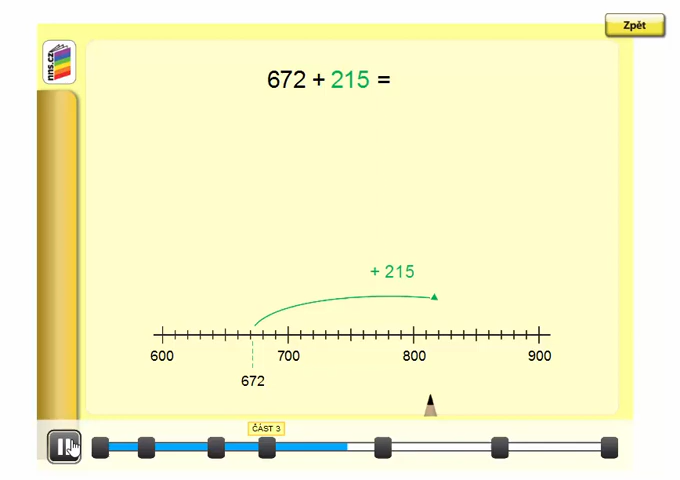 Zpět
nns.cz
672 + 215 =
+ 215
600 700 800 900
672
ČÁST 3